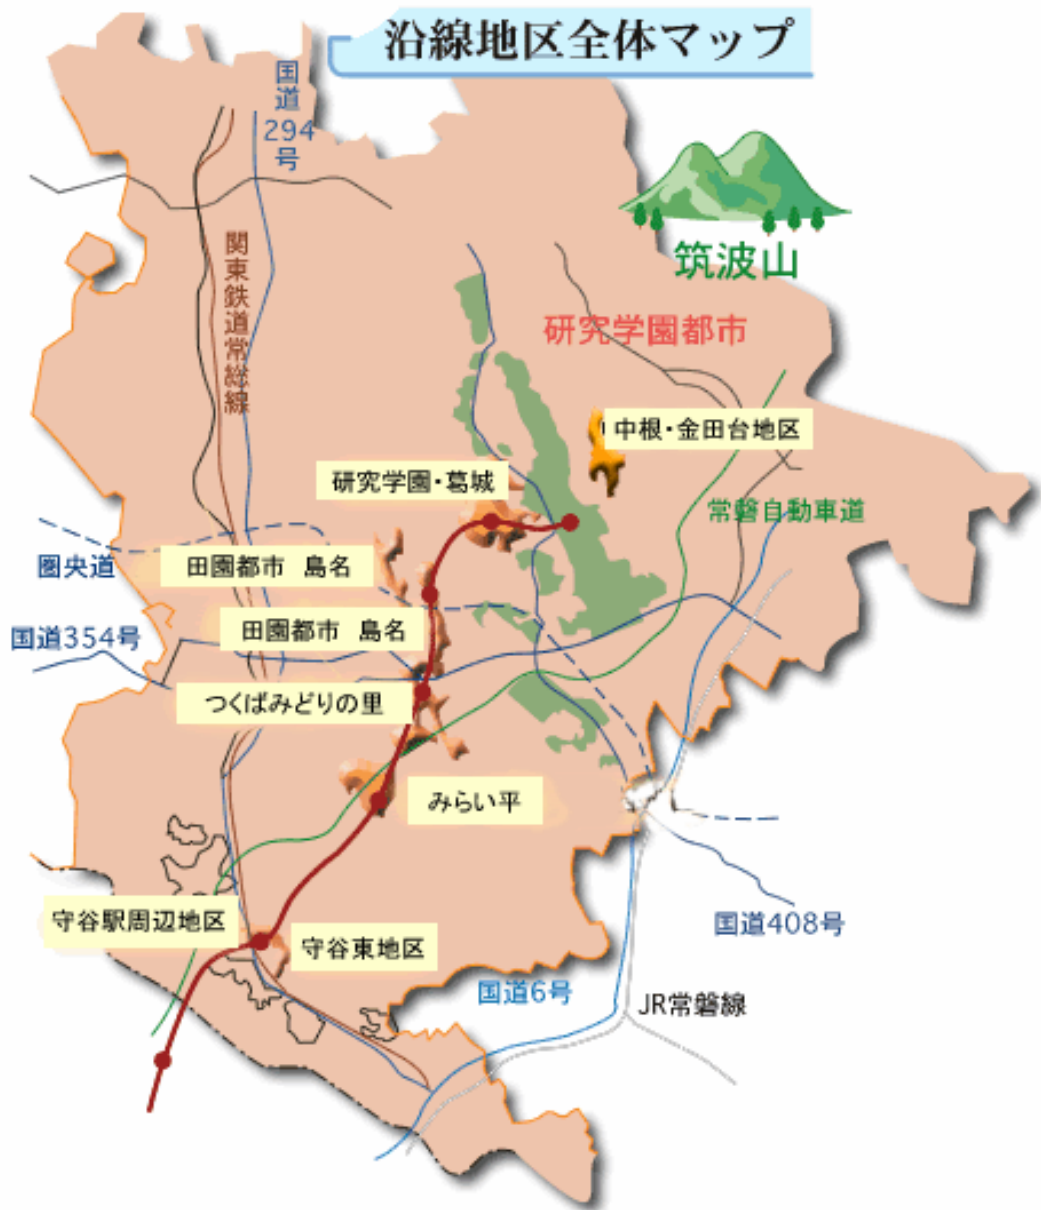 沿線地区全体マップ
国道294号
筑波山
関東鉄道常総線
研究学園都市
中根・金田台地区
研究学園・葛城
常磐自動車道
圏央道
田園都市 島名
国道354号
田園都市 島名
つくばみどりの里
みらい平
守谷駅周辺地区
守谷東地区
国道408号
国道6号
JR常磐線